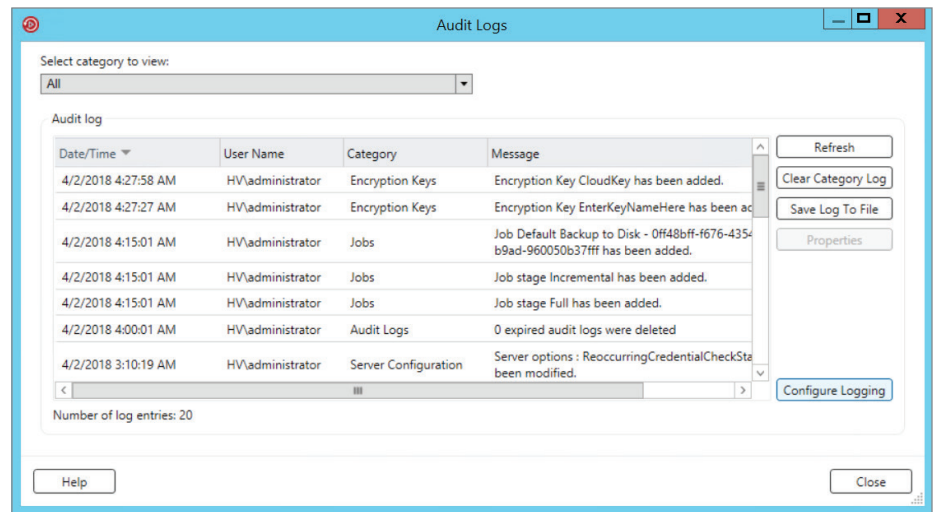 Audit Logs
Select category to view:
All
Audit log
Date/Time User Name Category Message
4/2/2018 4:27:58 AM HV\administrator Encryption Keys Encryption Key CloudKey has been added.
4/2/2018 4:27:27 AM HV\administrator Encryption Keys Encryption Key EnterKeyNameHere has been ad
4/2/2018 4:15:01 AM HV\administrator Jobs Job Default Backup to Disk - 0ff48bff-f676-4354
b9ad-960050b37fff has been added.
4/2/2018 4:15:01 AM HV\administrator Jobs Job stage Incremental has been added.
4/2/2018 4:15:01 AM HV\administrator Jobs Job stage Full has been added.
4/2/2018 4:00:01 AM HV\administrator Audit Logs 0 expired audit logs were deleted
4/2/2018 3:10:19 AM HV\administrator Server Configuration Server options : ReoccurringCredentialCheckSta
been modified.
Number of log entries: 20
Refresh
Clear Category Log
Save Log To File
Properties
Configure Logging
Help
Close